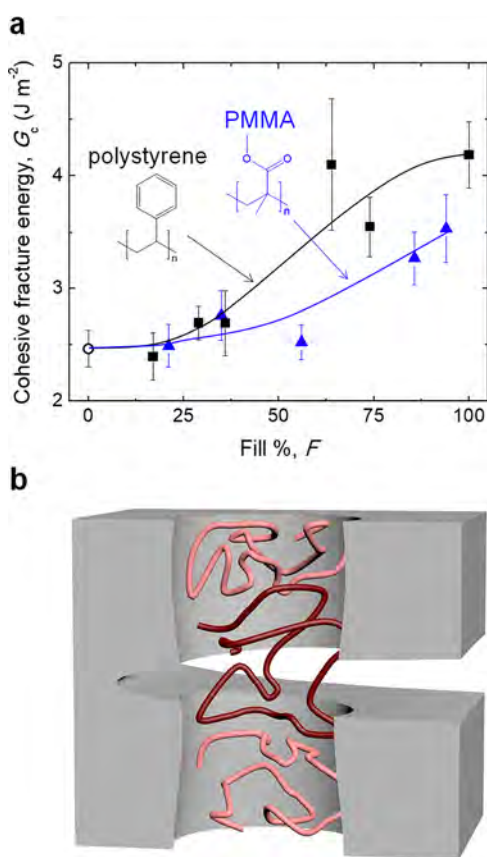 a
5
4
3
2
Cohesive fracture energy, Gc (J m-2)
PMMA
polystyrene
O
O
n
n
0
25
50
75
100
Fill %, F
b